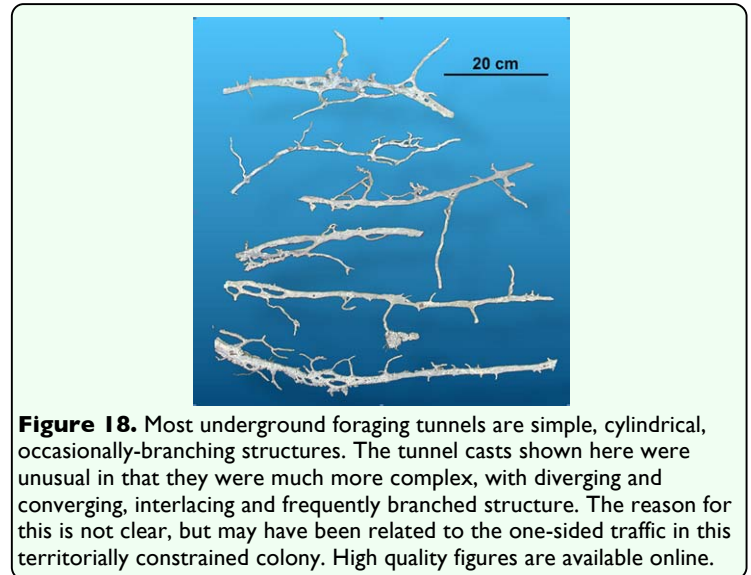 20 cm
Figure 18. Most underground foraging tunnels are simple, cylindrical,
occasionally-branching structures. The tunnel casts shown here were
unusual in that they were much more complex, with diverging and
converging, interlacing and frequently branched structure. The reason for
this is not clear, but may have been related to the one-sided traffic in this
territorially constrained colony. High quality figures are available online.